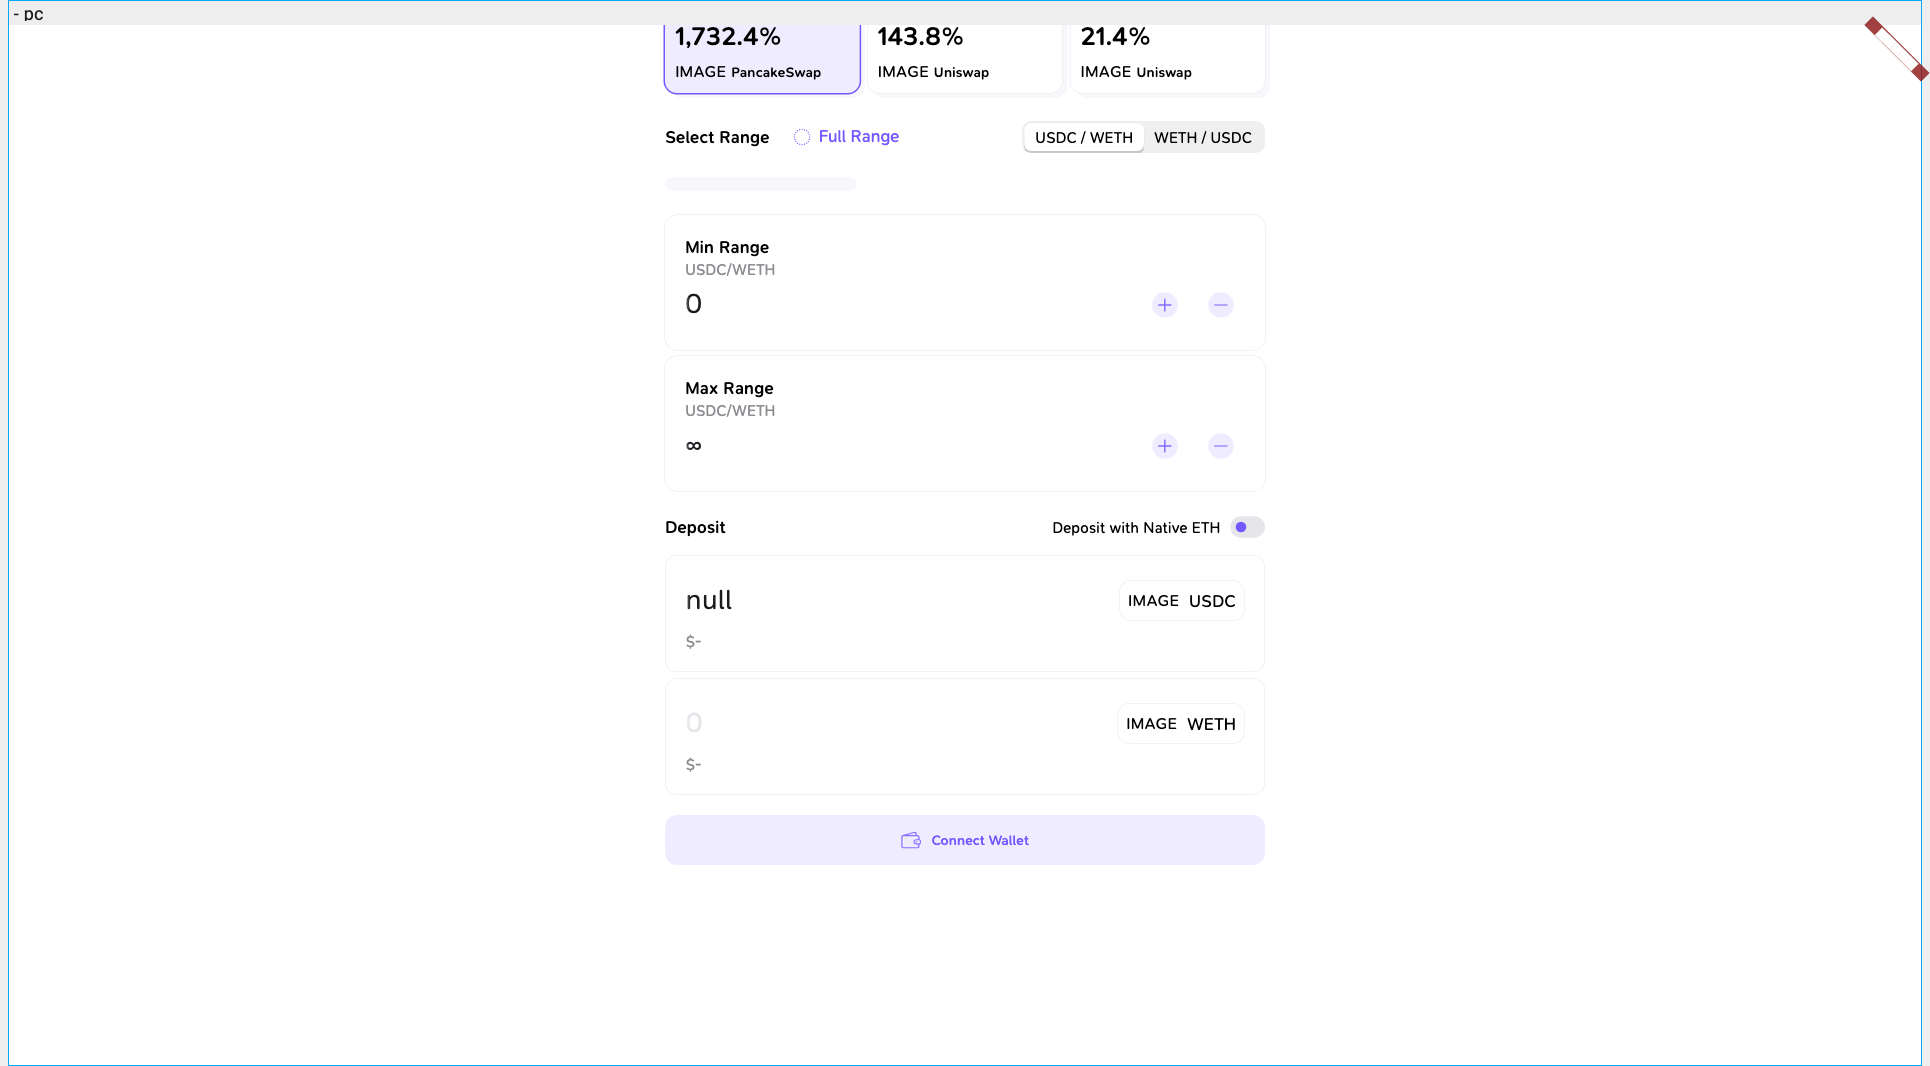 - pc
1,732.4% 143.8% 21.4%
IMAGE PancakeSwap IMAGE Uniswap IMAGE Uniswap
Select Range Full Range USDC / WETH WETH / USDC
Min Range
USDC/WETH
0
Max Range
USDC/WETH
∞
Deposit Deposit with Native ETH
null IMAGE USDC
$-
0 IMAGE WETH
$-
Connect Wallet